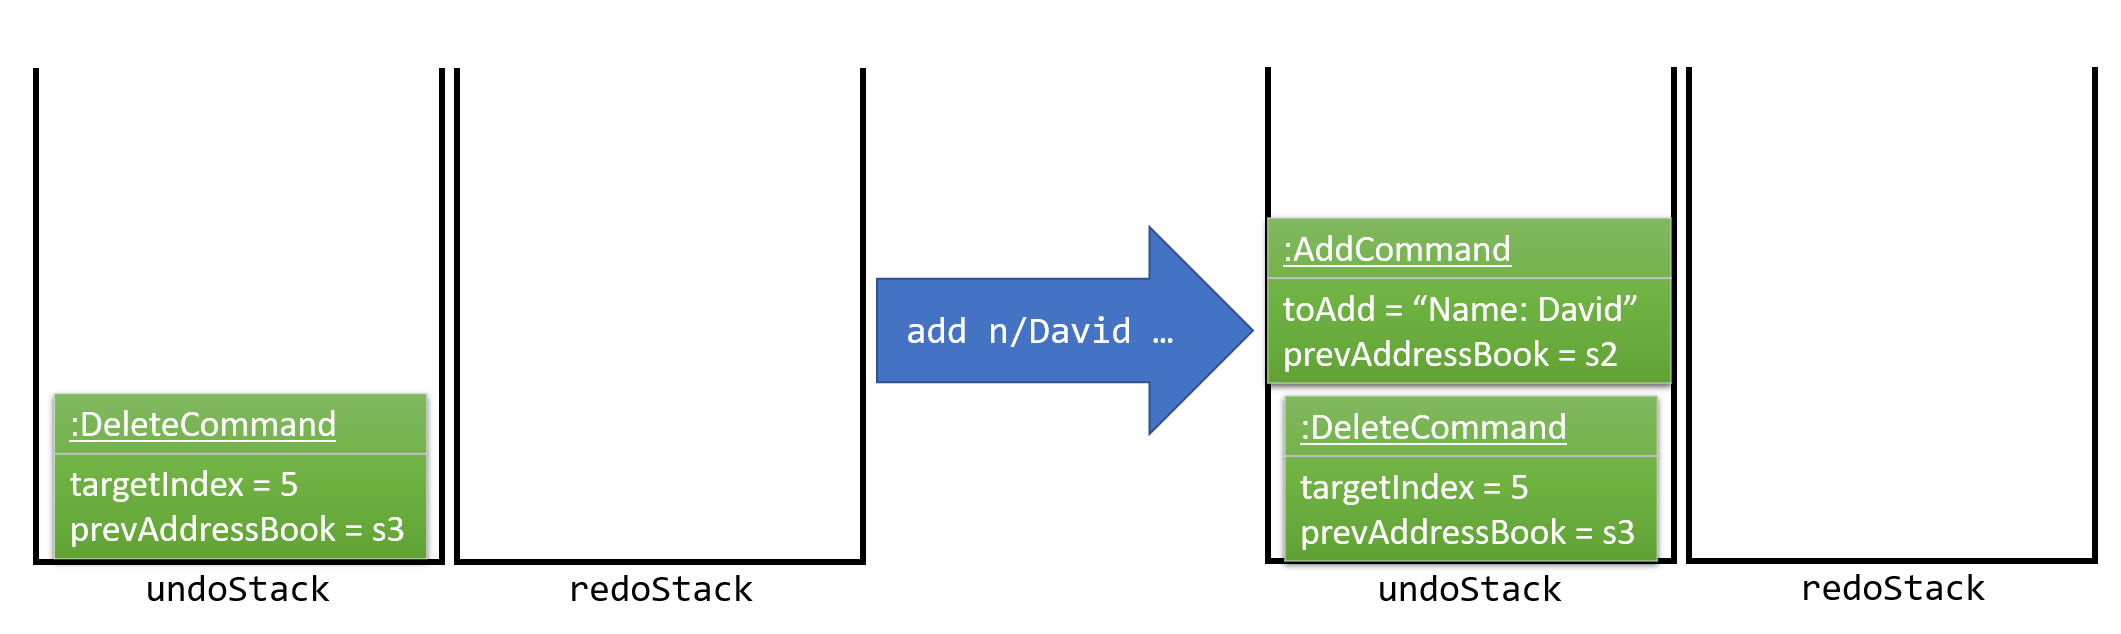 :DeleteCommand
targetIndex = 5
prevAddressBook = s3
undoStack
redoStack
add n/David …
:AddCommand
toAdd = “Name: David”
prevAddressBook = s2
:DeleteCommand
targetIndex = 5
prevAddressBook = s3
undoStack
redoStack